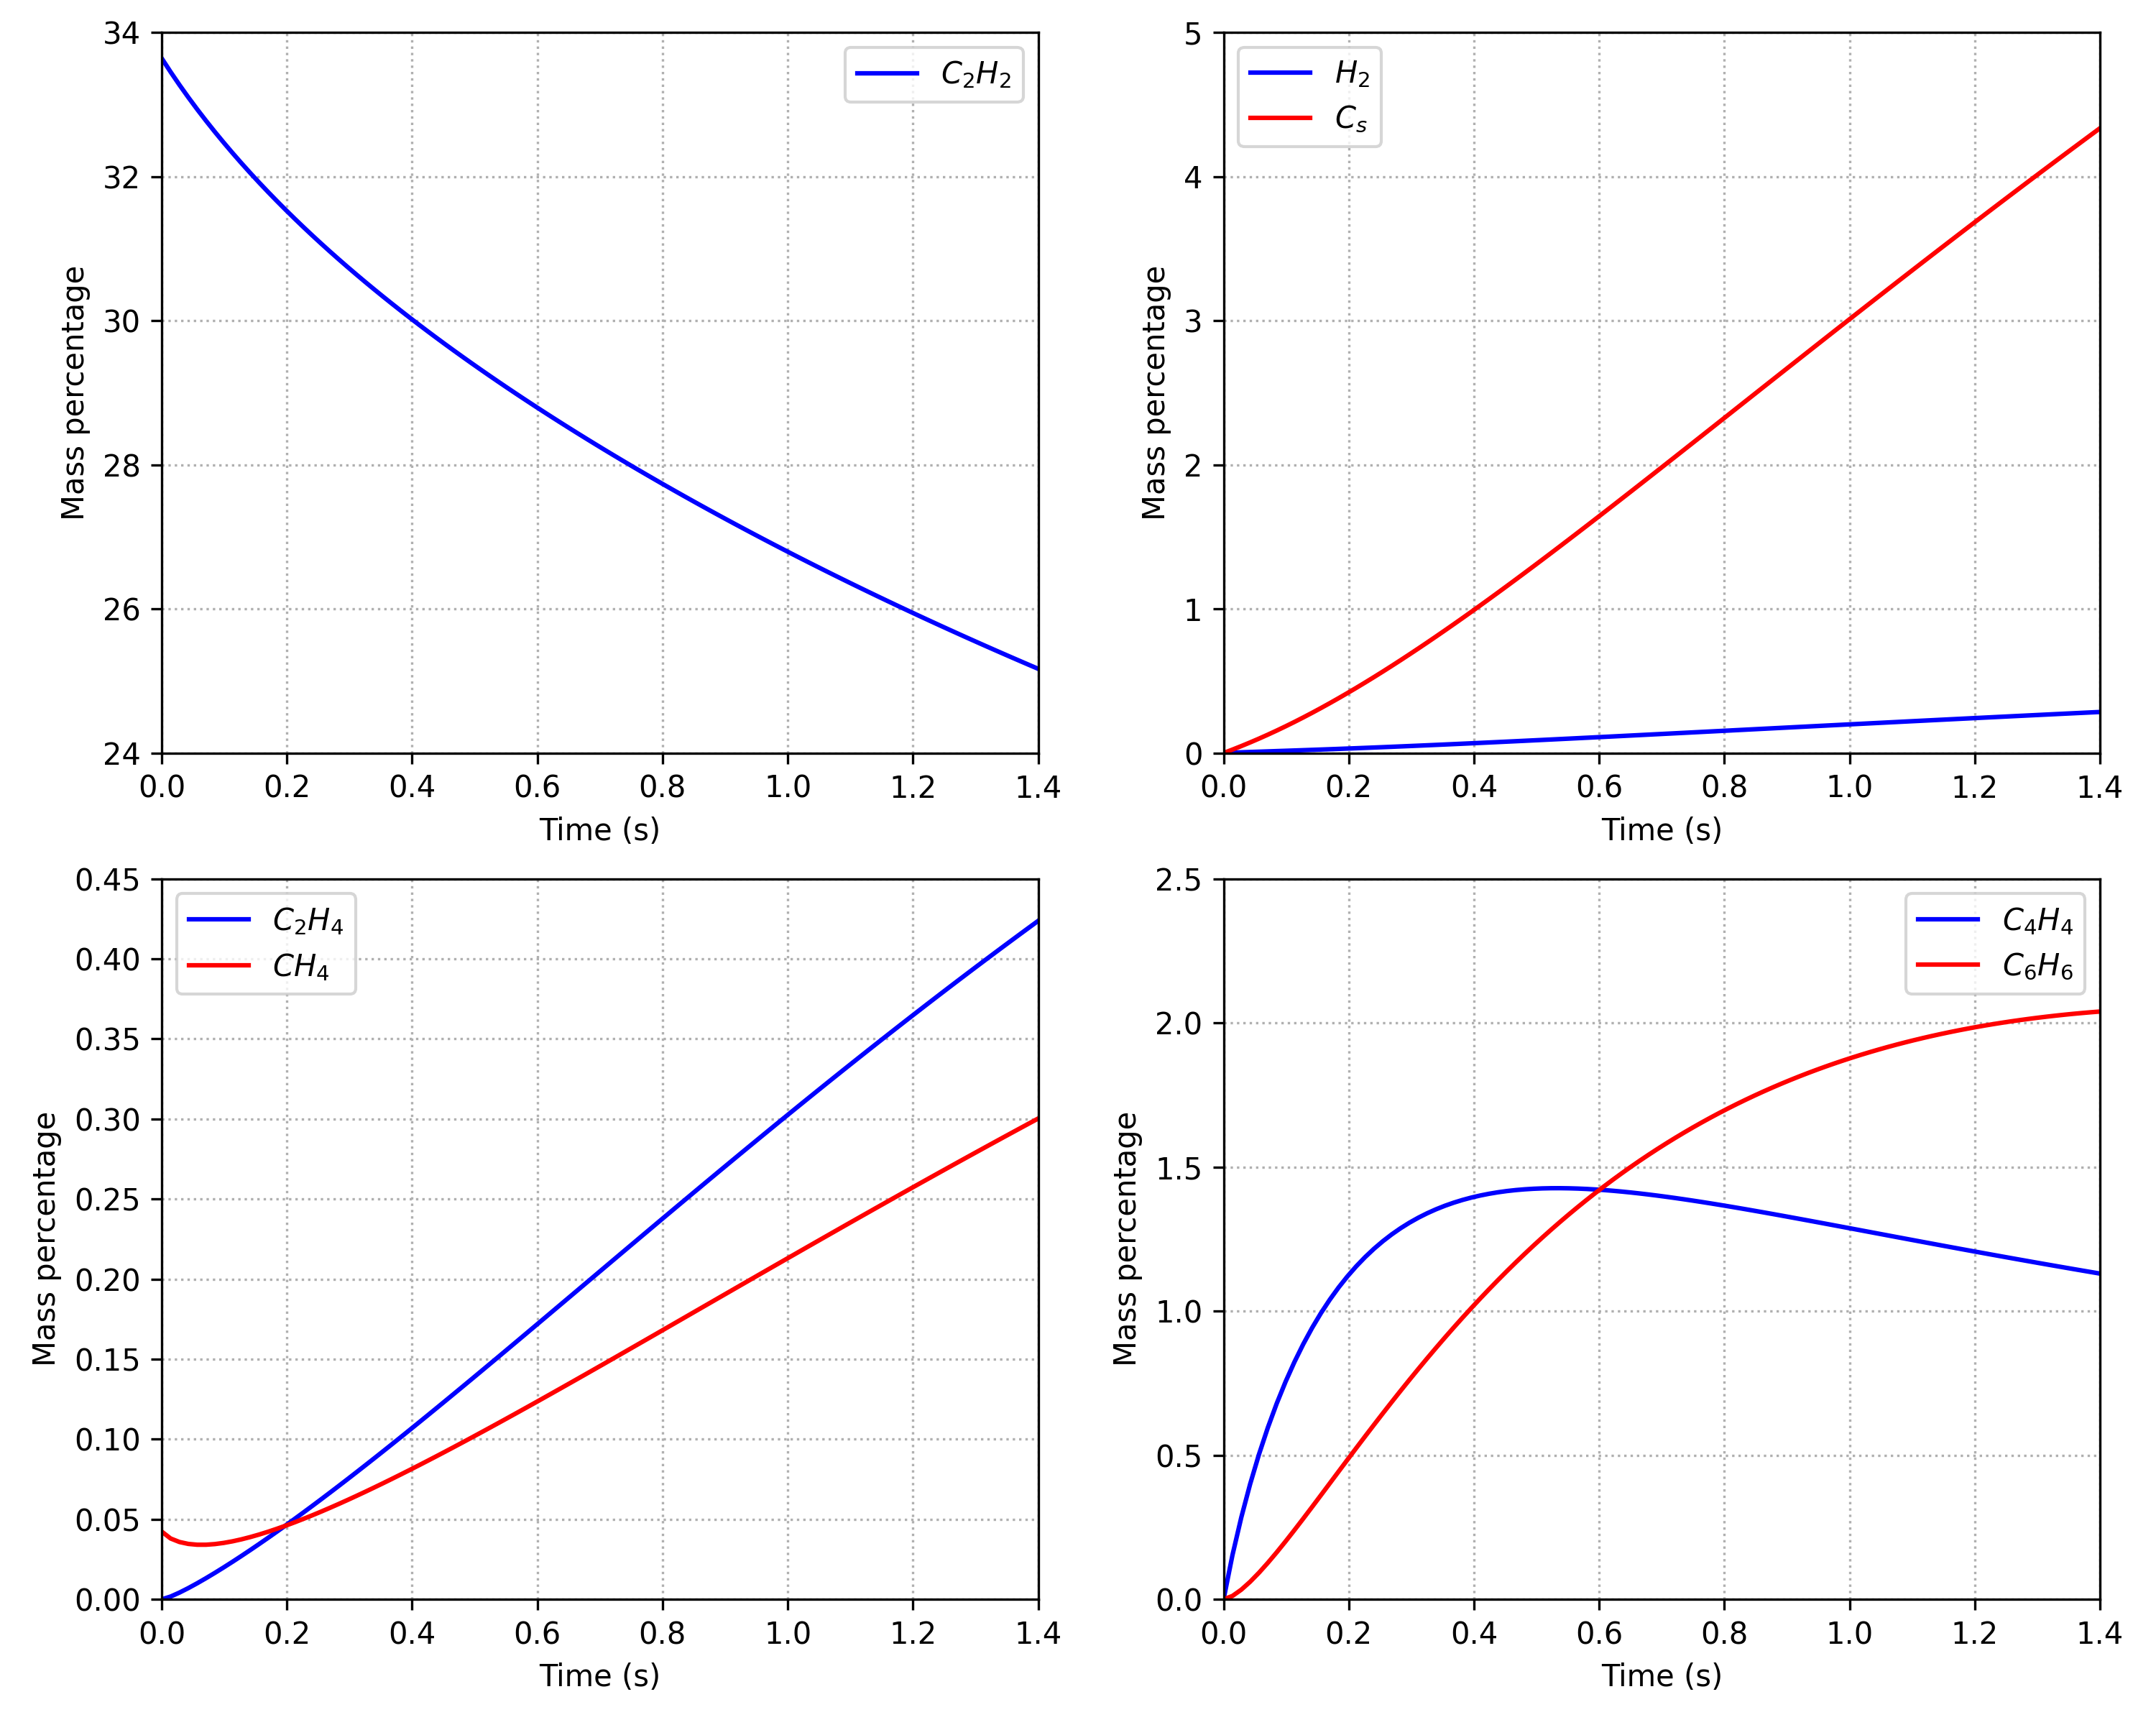 Mass percentage
34
32
30
28
26
24
C₂H₂
0.0 0.2 0.4 0.6 0.8 1.0 1.2 1.4
Time (s)
Mass percentage
5
4
3
2
1
0
H₂
Cₛ
0.0 0.2 0.4 0.6 0.8 1.0 1.2 1.4
Time (s)
Mass percentage
0.45
0.40
0.35
0.30
0.25
0.20
0.15
0.10
0.05
0.00
C₂H₄
CH₄
0.0 0.2 0.4 0.6 0.8 1.0 1.2 1.4
Time (s)
Mass percentage
2.5
2.0
1.5
1.0
0.5
0.0
C₄H₄
C₆H₆
0.0 0.2 0.4 0.6 0.8 1.0 1.2 1.4
Time (s)